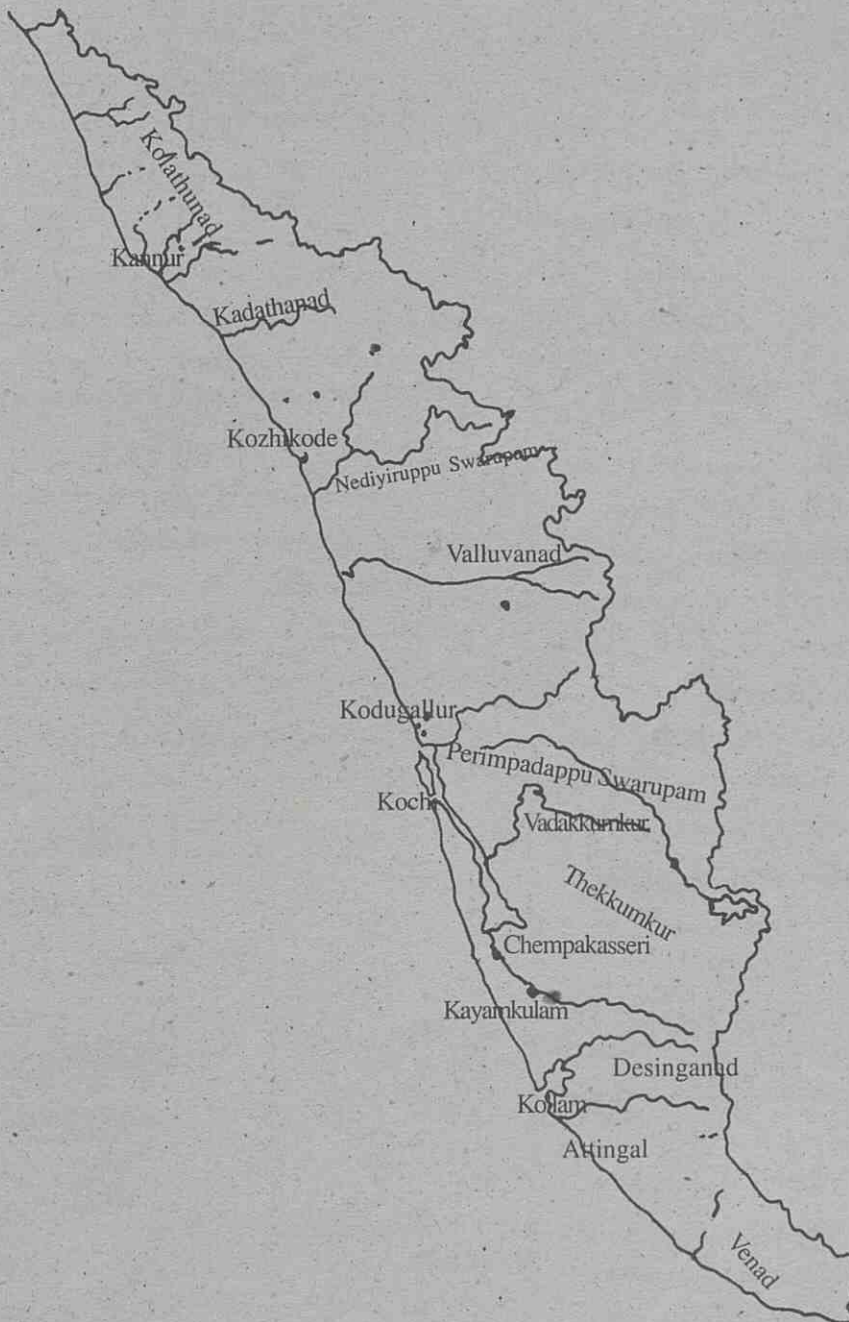 Kolathunad
Kannur
Kadathanad
Kozhikode
Nediyiruppu Swarupam
Valluvanad
Kodugallur
Perimpadappu Swarupam
Kochi
Vadakkumkur
Thekkumkur
Chempakasseri
Kayamkulam
Desinganad
Kollam
Attingal
Venad